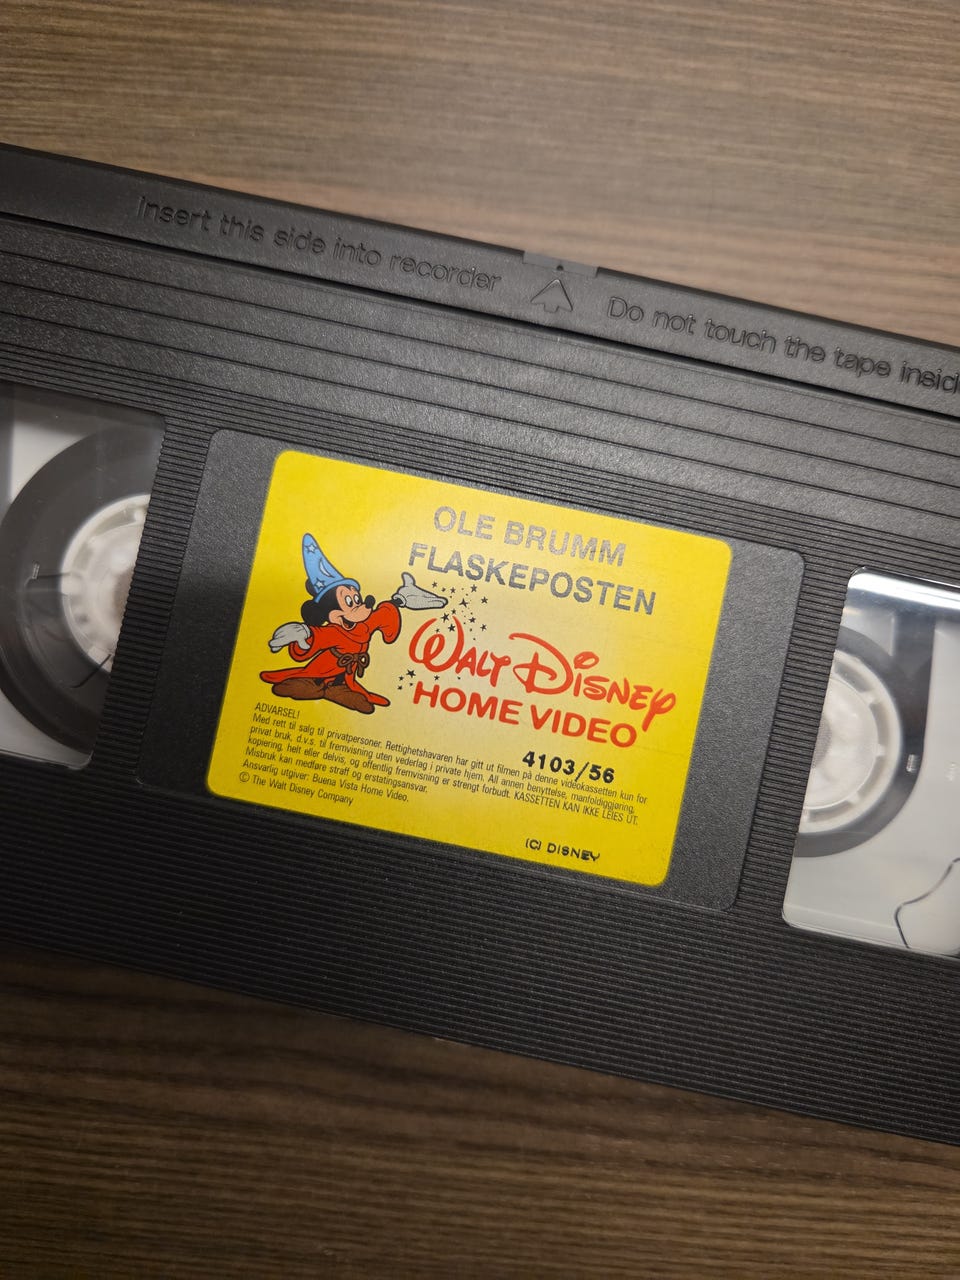 Insert this side into recorder
Do not touch the tape inside
OLE BRUMM
FLASKEPOSTEN
WALT DISNEY
HOME VIDEO
4103/56
ADVARSEL!
Med rett til salg til privatpersoner. Rettighetshaveren har gitt ut filmen på denne videokassetten kun for
privat bruk, d.v.s. til fremvisning uten vederlag i private hjem. All annen benyttelse, manfoldiggjøring,
kopiering, helt eller delvis, og offentlig fremvisning er strengt forbudt. KASSETTEN KAN IKKE LEIES UT.
Misbruk kan medføre straff og erstatingsansvar.
Ansvarlig utgiver: Buena Vista Home Video.
© The Walt Disney Company
(C) DISNEY